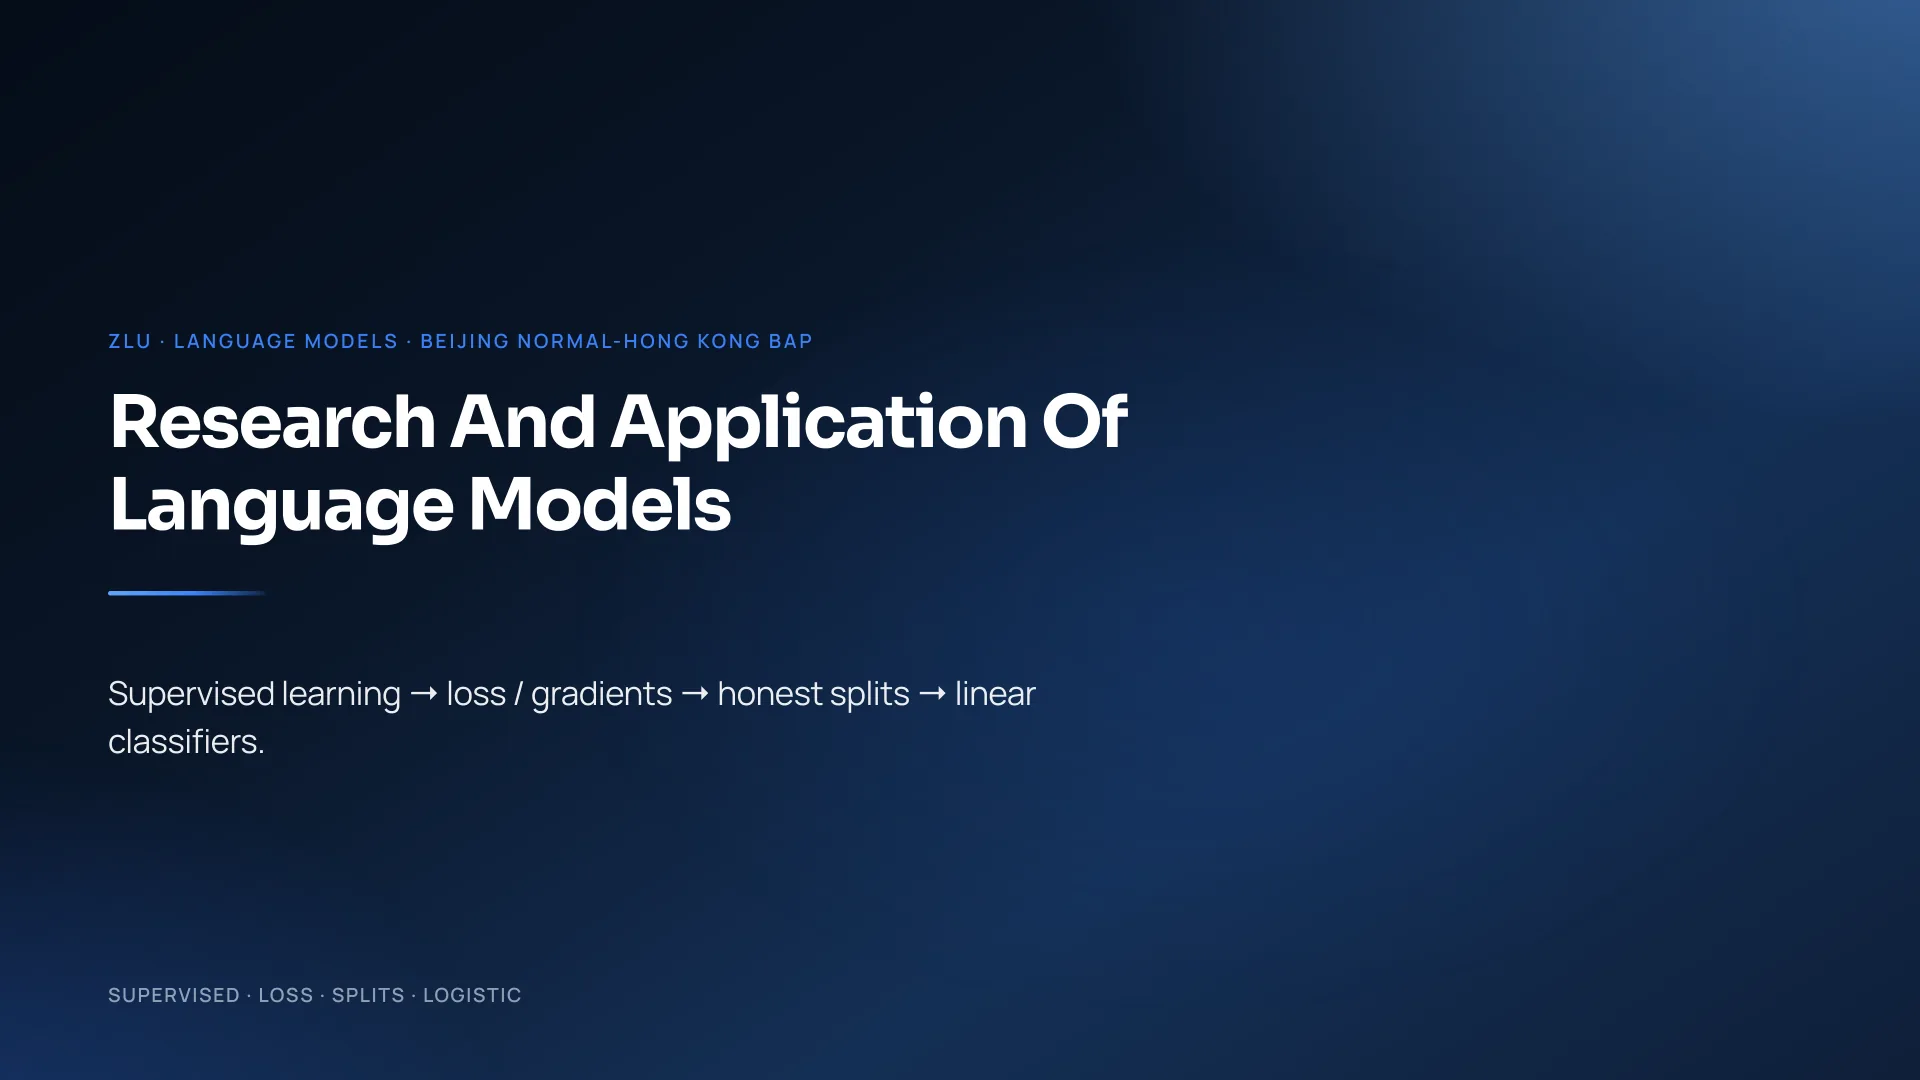 ZLU · LANGUAGE MODELS · BEIJING NORMAL-HONG KONG BAP
Research And Application Of
Language Models
Supervised learning → loss / gradients → honest splits → linear
classifiers.
SUPERVISED · LOSS · SPLITS · LOGISTIC